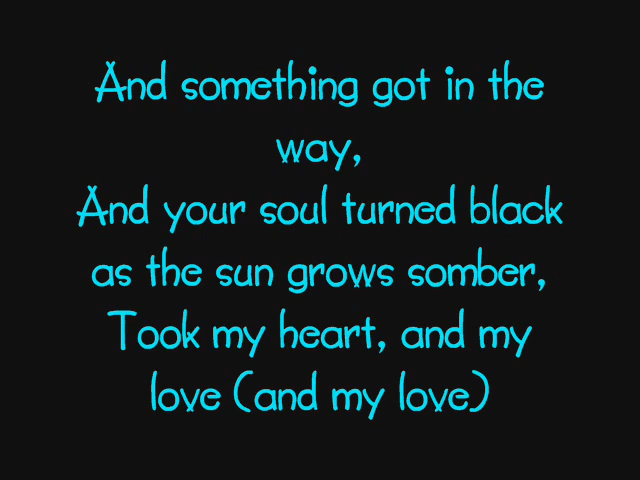 And something got in the
way,
And your soul turned black
as the sun grows somber,
Took my heart, and my
love (and my love)